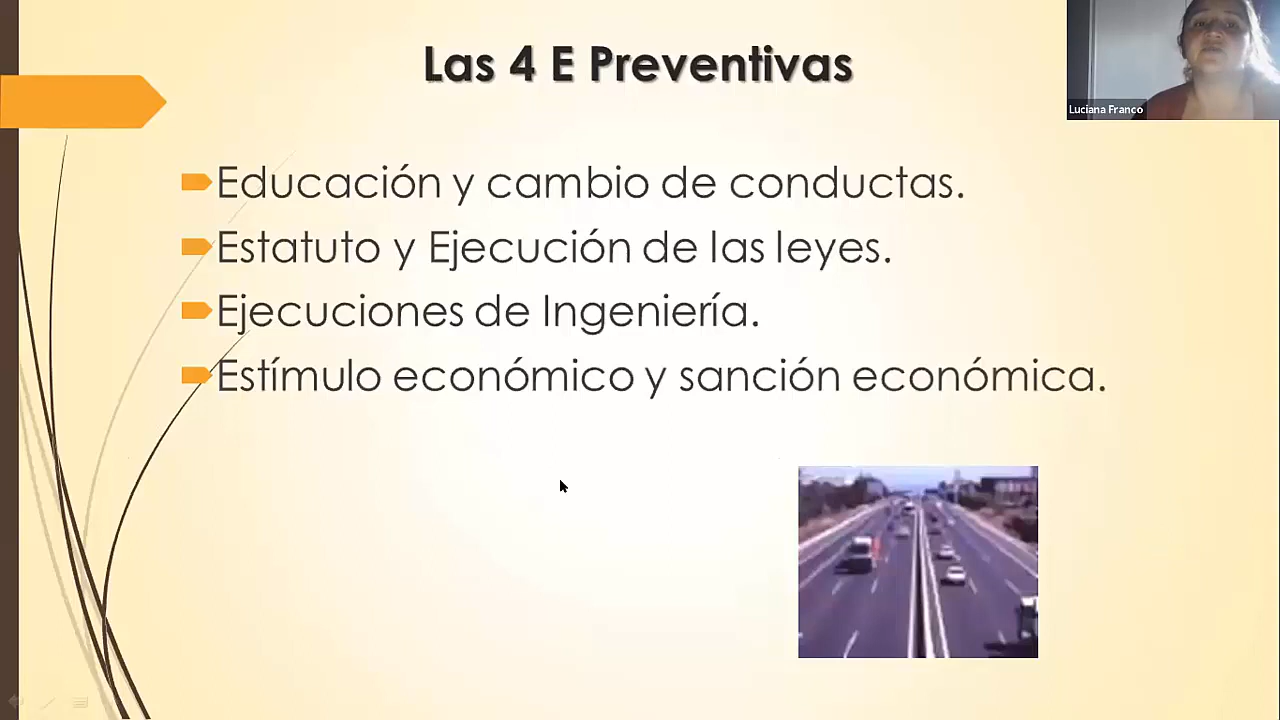 Las 4 E Preventivas
Luciana Franco
Educación y cambio de conductas.
Estatuto y Ejecución de las leyes.
Ejecuciones de Ingeniería.
Estímulo económico y sanción económica.